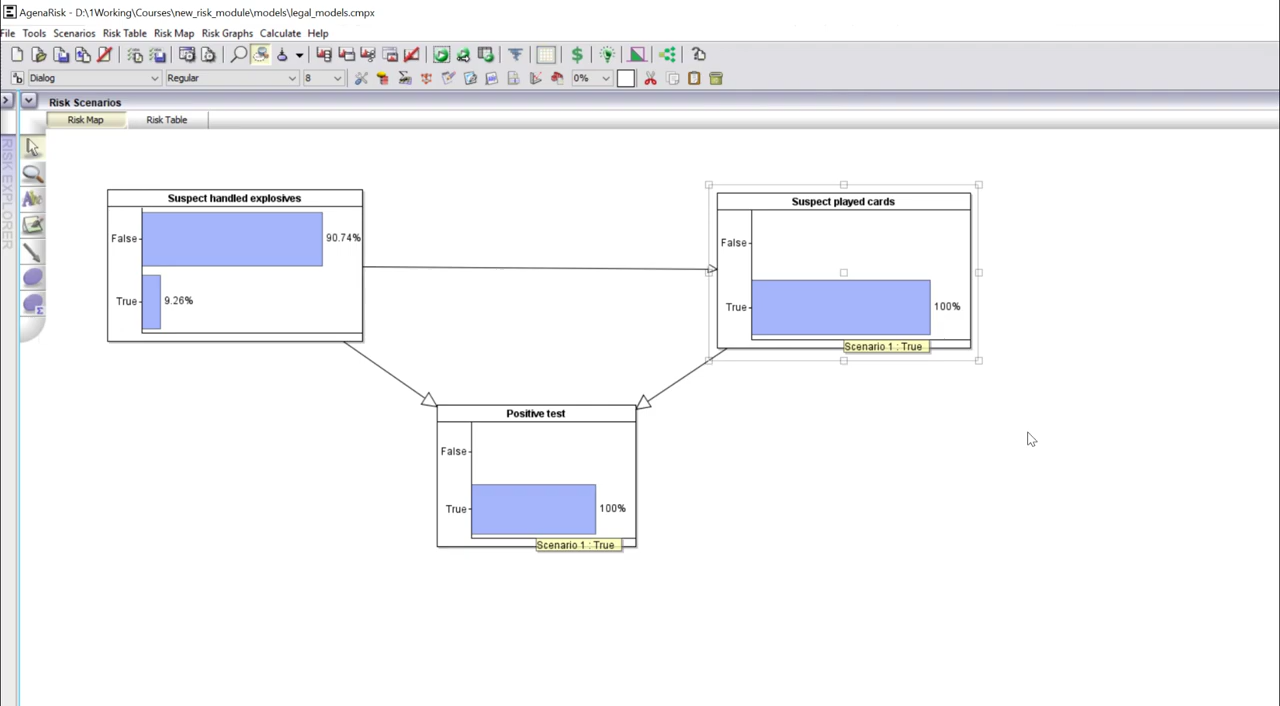 AgenaRisk - D:\1Working\Courses\new_risk_module\models\legal_models.cmpx
File Tools Scenarios Risk Table Risk Map Risk Graphs Calculate Help
Dialog Regular 8 0%
Risk Scenarios
Risk Map Risk Table
RISK EXPLORER
Suspect handled explosives
False 90.74%
True 9.26%
Suspect played cards
False
True 100%
Scenario 1 : True
Positive test
False
True 100%
Scenario 1 : True